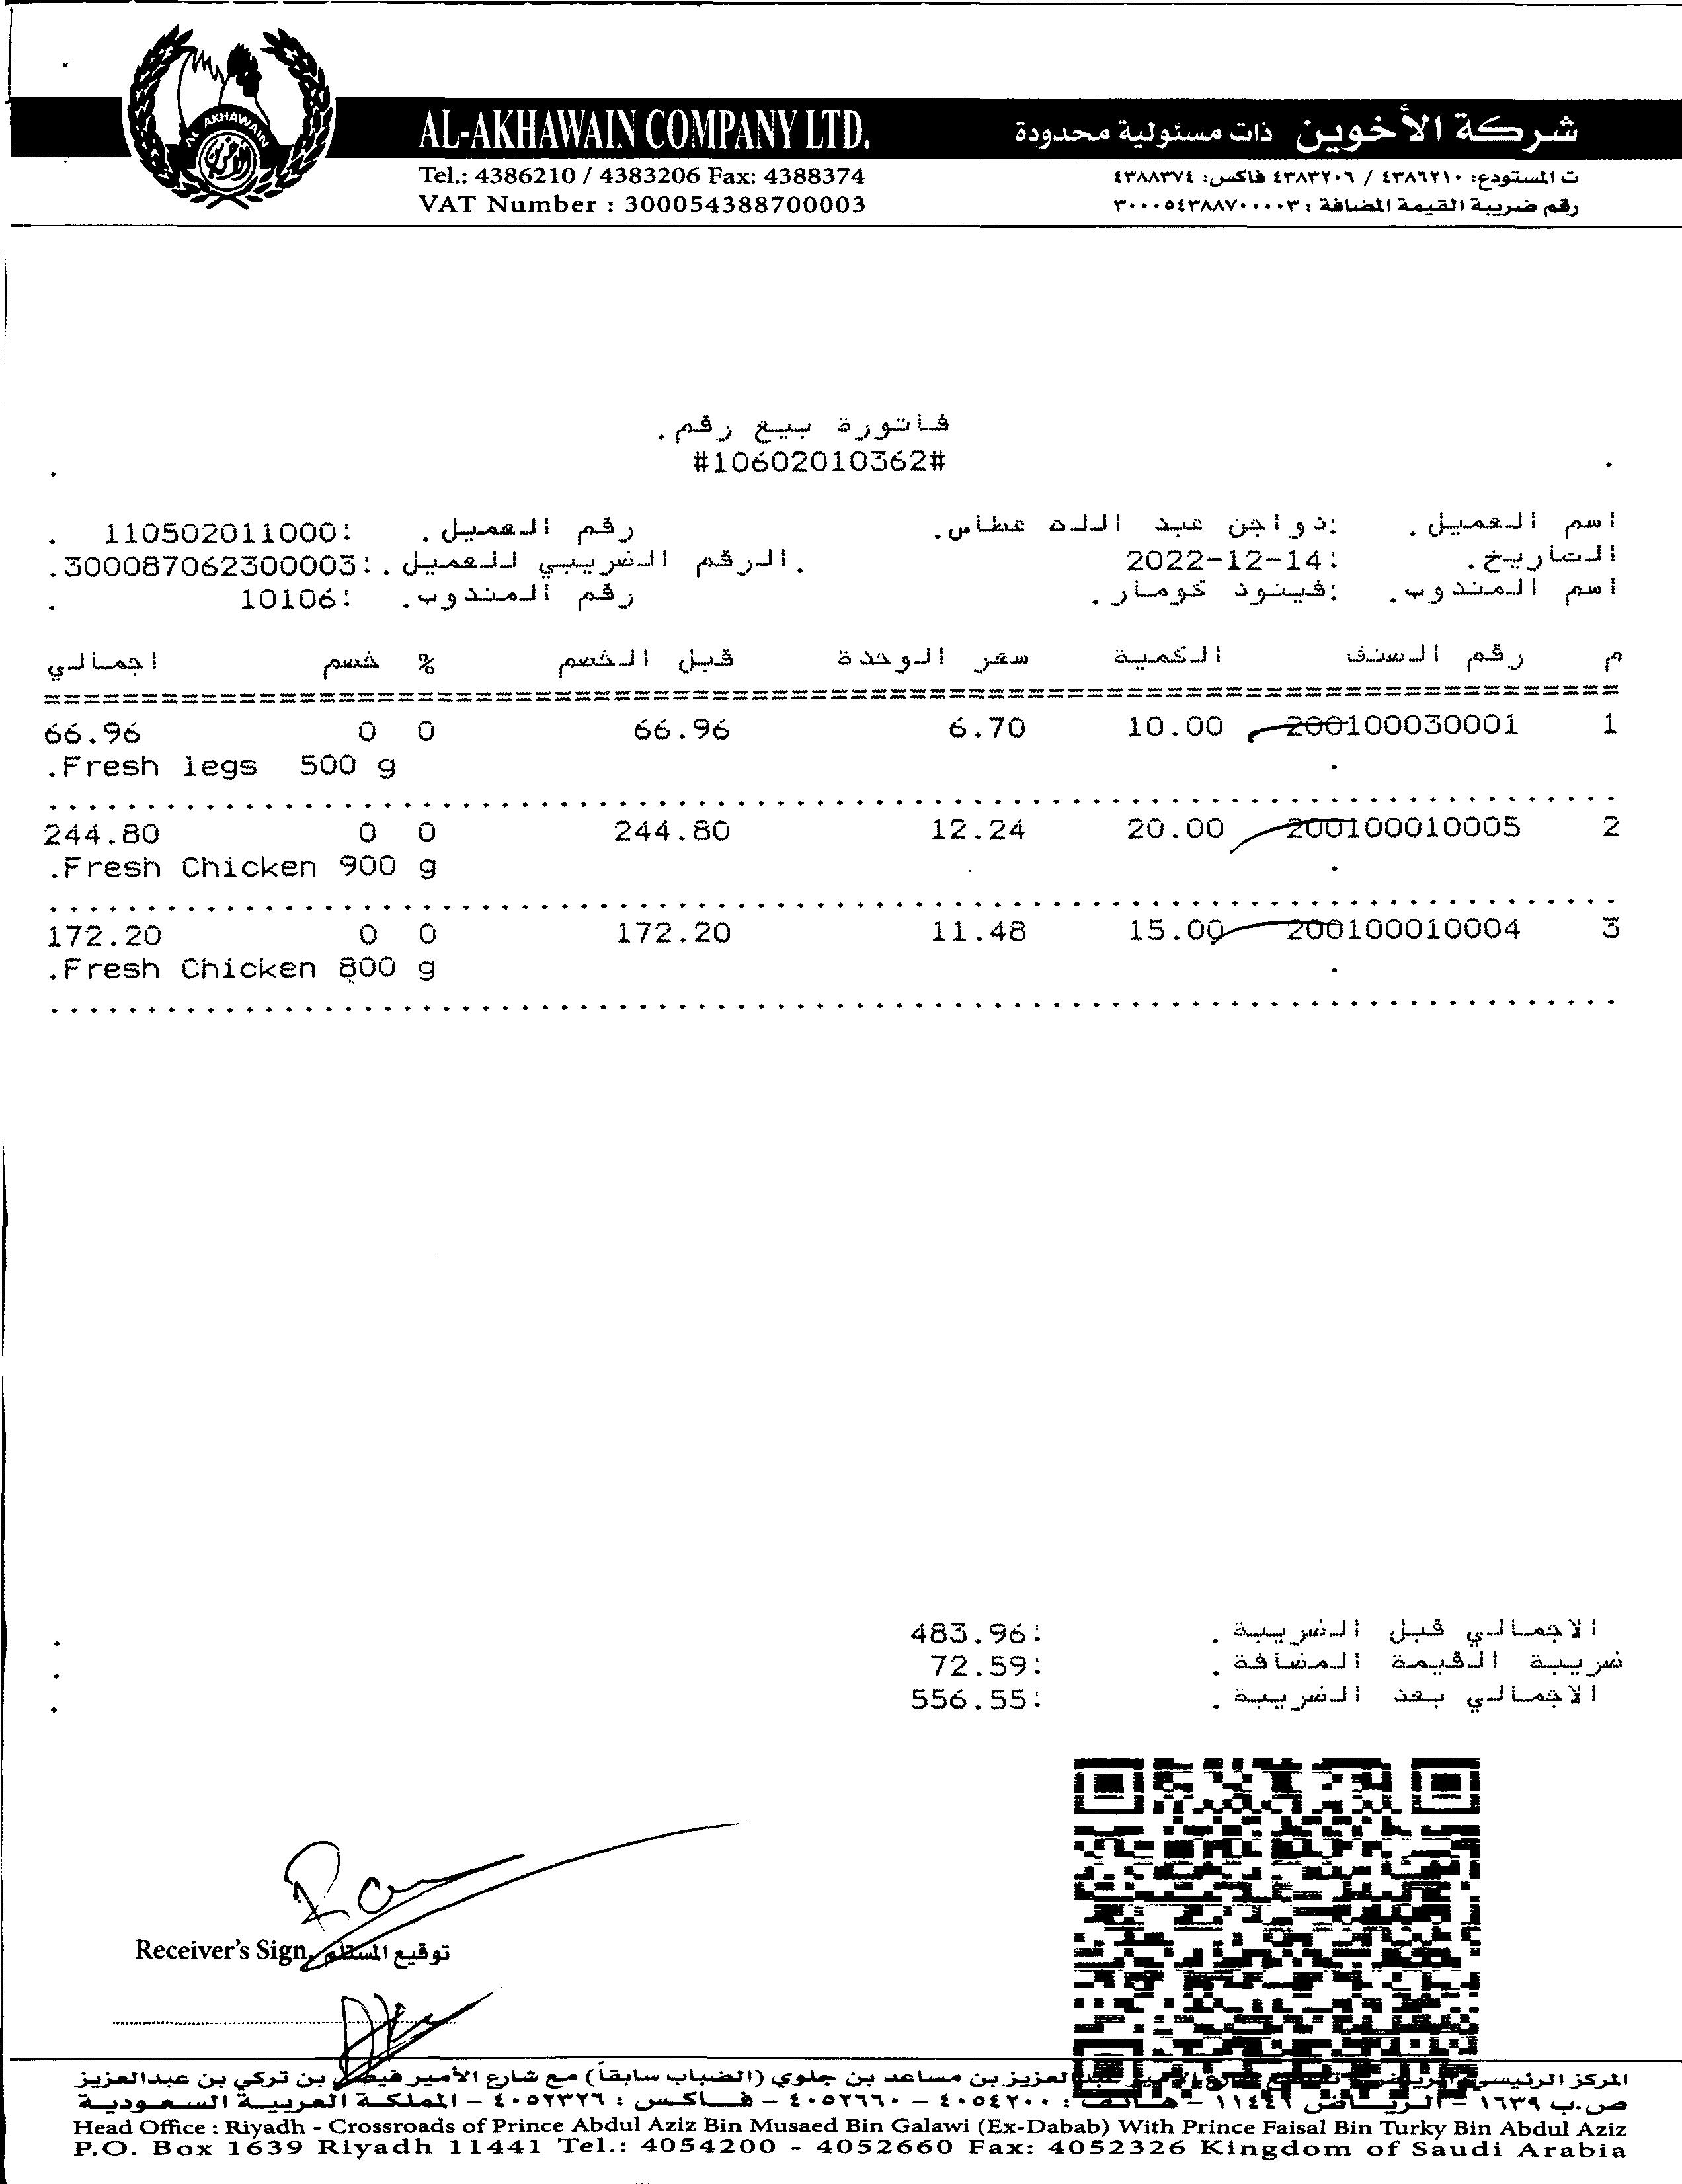 AL AKHAWAIN
AL-AKHAWAIN COMPANY LTD.
شركة الأخوين ذات مسئولية محدودة
Tel.: 4386210 / 4383206 Fax: 4388374
ت المستودع: ٤٣٨٦٢١٠ / ٤٣٨٣٢٠٦ فاكس: ٤٣٨٨٣٧٤
VAT Number : 300054388700003
رقم ضريبة القيمة المضافة : ٣٠٠٠٥٤٣٨٨٧٠٠٠٠٣
فاتورة بيع رقم.
#10602010362#
اسم العميل. :دواجن عبد الله عطاس. رقم العميل. :110502011000
التاريخ. :2022-12-14 .الرقم الضريبي للعميل.:300087062300003.
اسم المندوب. :فينود كومار. رقم المندوب. :10106
م رقم الصنف الكمية سعر الوحدة قبل الخصم % خصم اجمالي
1 200100030001 10.00 6.70 66.96 0 0 66.96
.Fresh legs 500 g
2 200100010005 20.00 12.24 244.80 0 0 244.80
.Fresh Chicken 900 g
3 200100010004 15.00 11.48 172.20 0 0 172.20
.Fresh Chicken 800 g
الاجمالي قبل الضريبة. :483.96
ضريبة القيمة المضافة. :72.59
الاجمالي بعد الضريبة. :556.55
Receiver's Sign. توقيع المستلم
المركز الرئيسي العزيز بن مساعد بن جلوي (الضباب سابقاً) مع شارع الأمير فيصل بن تركي بن عبدالعزيز
ص.ب ١٦٣٩ - الرياض ١١٤٤١ - هاتف : ٤٠٥٤٢٠٠ - ٤٠٥٢٦٦٠ - فاكس : ٤٠٥٢٣٢٦ - المملكة العربية السعودية
Head Office : Riyadh - Crossroads of Prince Abdul Aziz Bin Musaed Bin Galawi (Ex-Dabab) With Prince Faisal Bin Turky Bin Abdul Aziz
P.O. Box 1639 Riyadh 11441 Tel.: 4054200 - 4052660 Fax: 4052326 Kingdom of Saudi Arabia